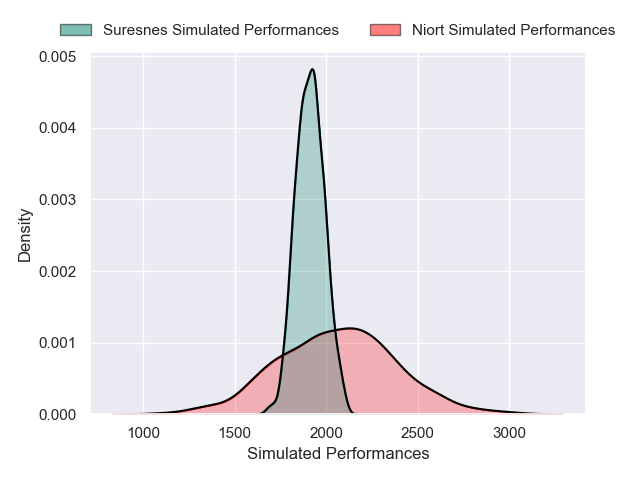 Suresnes Simulated Performances
Niort Simulated Performances
0.005
0.004
0.003
0.002
0.001
0.000
Density
1000
1500
2000
2500
3000
Simulated Performances